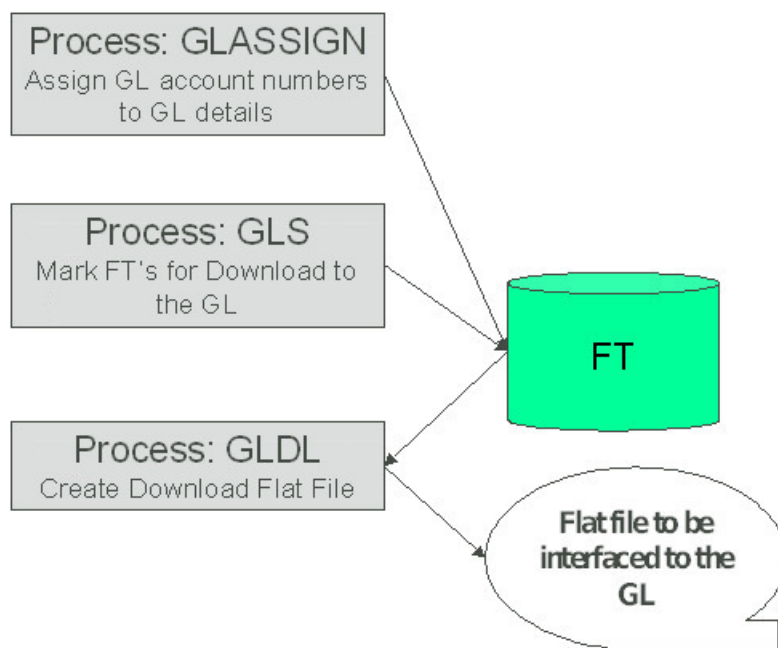 Process: GLASSIGN
Assign GL account numbers
to GL details
Process: GLS
Mark FT's for Download to
the GL
FT
Process: GLDL
Create Download Flat File
Flat file to be
interfaced to the
GL